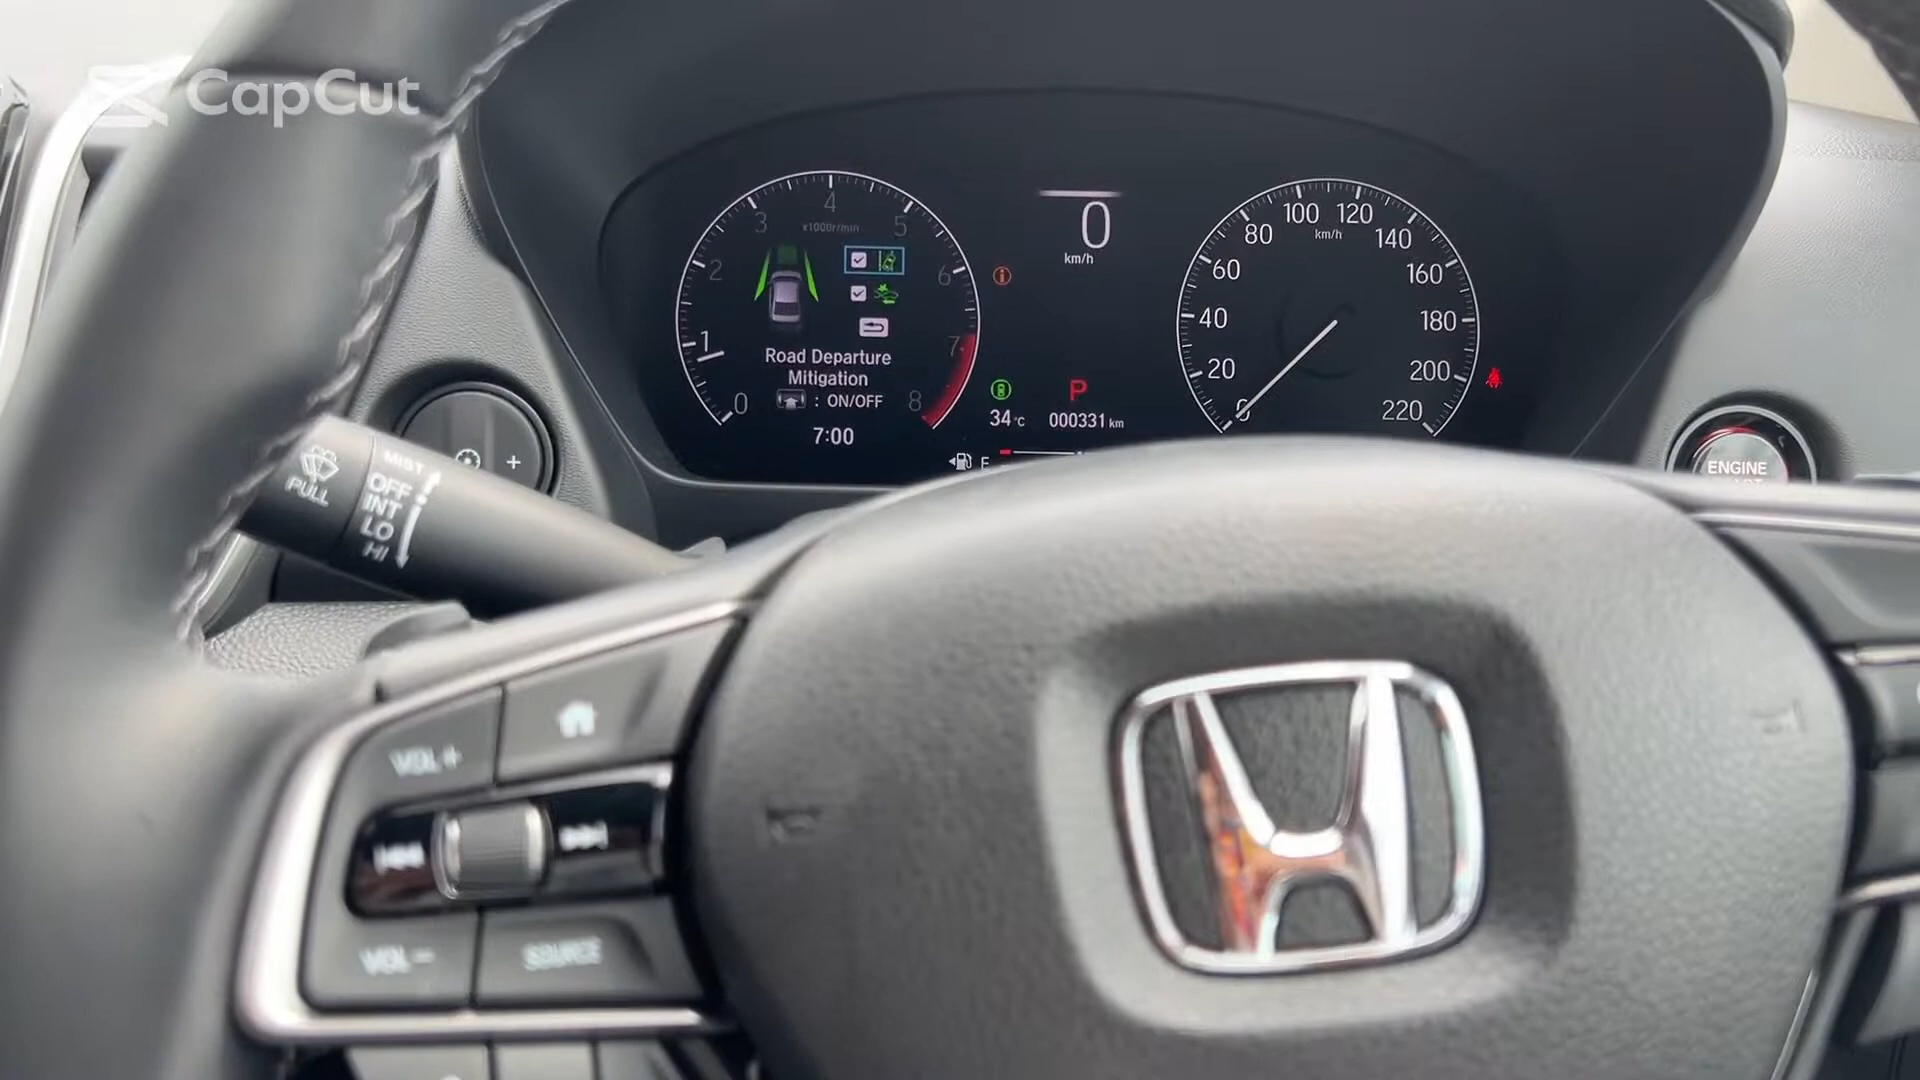 CapCut
4
3
5
x1000r/min
2
6
1
7
Road Departure
Mitigation
: ON/OFF
0
8
7:00
0
km/h
P
34°C
000331 km
E
100
120
80
km/h
140
60
160
40
180
20
200
0
220
ENGINE
PULL
MIST
OFF
INT
LO
HI
+
VOL+
VOL−
SOURCE